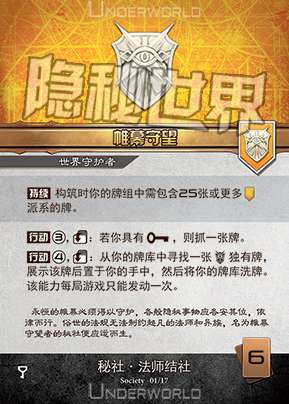 UNDERWORLD
隐秘世界
帷幕守望
世界守护者
持续 构筑时你的牌组中需包含25张或更多
派系的牌。
行动③,：若你具有，则抓一张牌。
行动④,：从你的牌库中寻找一张独有牌，
展示该牌后置于你的手中，然后将你的牌库洗牌。
该能力每局游戏只能发动一次。
永恒的帷幕必须得以守护，各般隐秘事物应各安其位，依
律而行。俗世的法规无法制约超凡的法师和异族，名为帷幕
守望者的秘社便应运而生。
秘社·法师结社
Society 01/17
6
UNDERWORLD